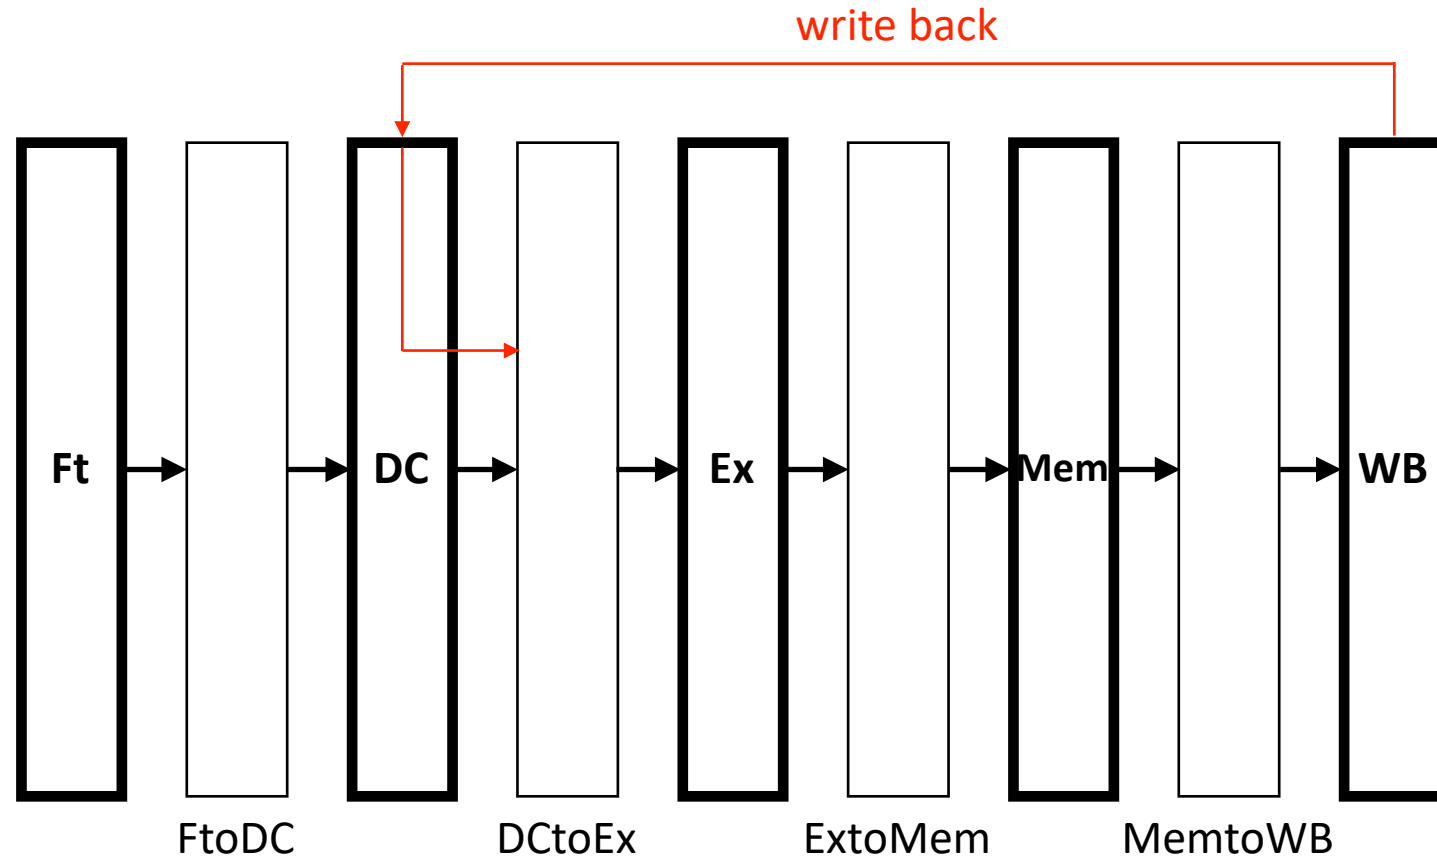 write back
Ft
DC
Ex
Mem
WB
FtoDC
DCtoEx
ExtoMem
MemtoWB